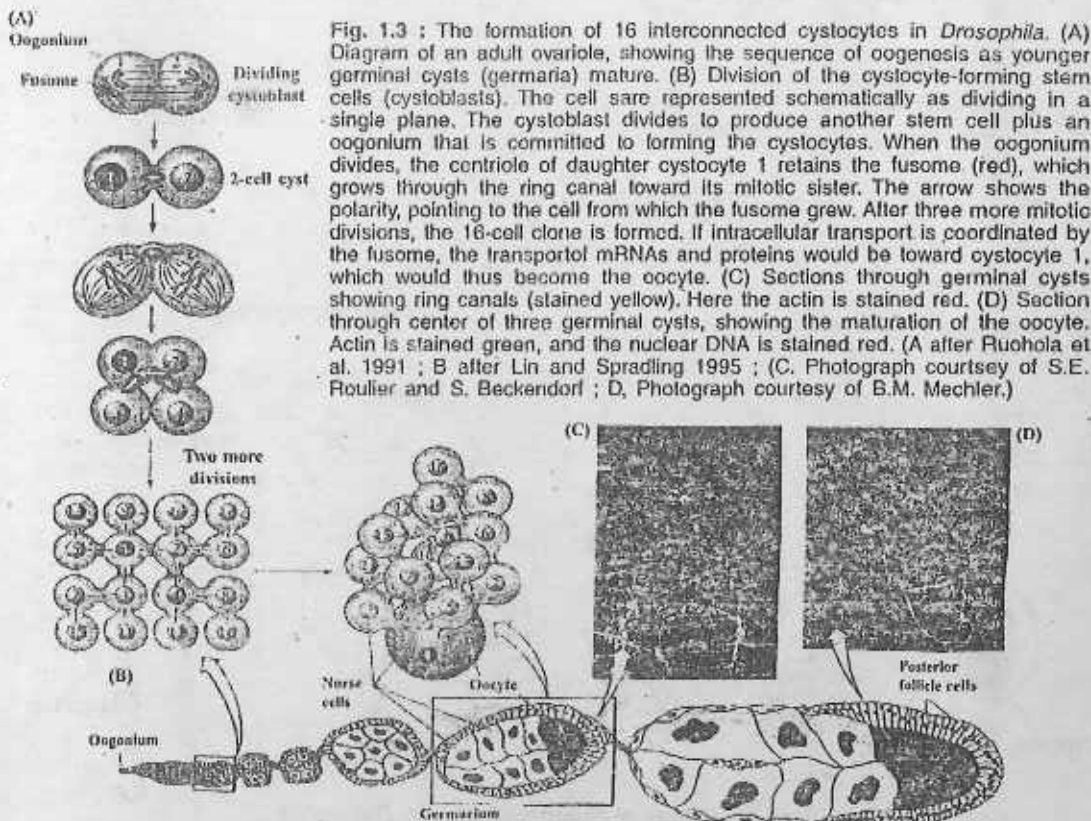 (A)
Oogonium
Fusome
Dividing
cystoblast
2-cell cyst
Two more
divisions
(B)
Fig. 1.3 : The formation of 16 interconnected cystocytes in Drosophila. (A)
Diagram of an adult ovariole, showing the sequence of oogenesis as younger
germinal cysts (germaria) mature. (B) Division of the cystocyte-forming stem
cells (cystoblasts). The cell sare represented schematically as dividing in a
single plane. The cystoblast divides to produce another stem cell plus an
oogonium that is committed to forming the cystocytes. When the oogonium
divides, the centriole of daughter cystocyte 1 retains the fusome (red), which
grows through the ring canal toward its mitotic sister. The arrow shows the
polarity, pointing to the cell from which the fusome grew. After three more mitotic
divisions, the 16-cell clone is formed. If intracellular transport is coordinated by
the fusome, the transportof mRNAs and proteins would be toward cystocyte 1,
which would thus become the oocyte. (C) Sections through germinal cysts
showing ring canals (stained yellow). Here the actin is stained red. (D) Section
through center of three germinal cysts, showing the maturation of the oocyte.
Actin is stained green, and the nuclear DNA is stained red. (A after Ruohola et
al. 1991 ; B after Lin and Spradling 1995 ; (C. Photograph courtsey of S.E.
Roulier and S. Beckendorf ; D, Photograph courtesy of B.M. Mechler.)
(C)
(D)
Nurse
cells
Oocyte
Posterior
follicle cells
Oogonium
Germarium